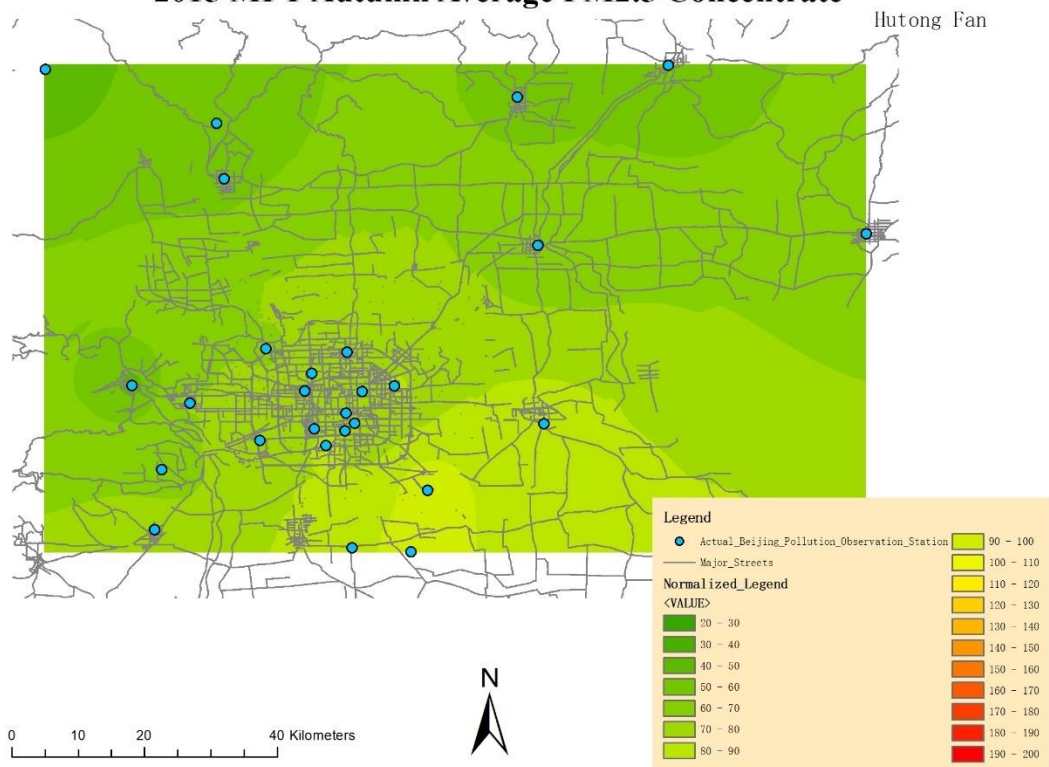 Hutong Fan
Legend
Actual_Beijing_Pollution_Observation_Station
Major_Streets
Normalized_Legend
<VALUE>
20 - 30
30 - 40
40 - 50
50 - 60
60 - 70
70 - 80
80 - 90
90 - 100
100 - 110
110 - 120
120 - 130
130 - 140
140 - 150
150 - 160
160 - 170
170 - 180
180 - 190
190 - 200
N
0 10 20 40 Kilometers